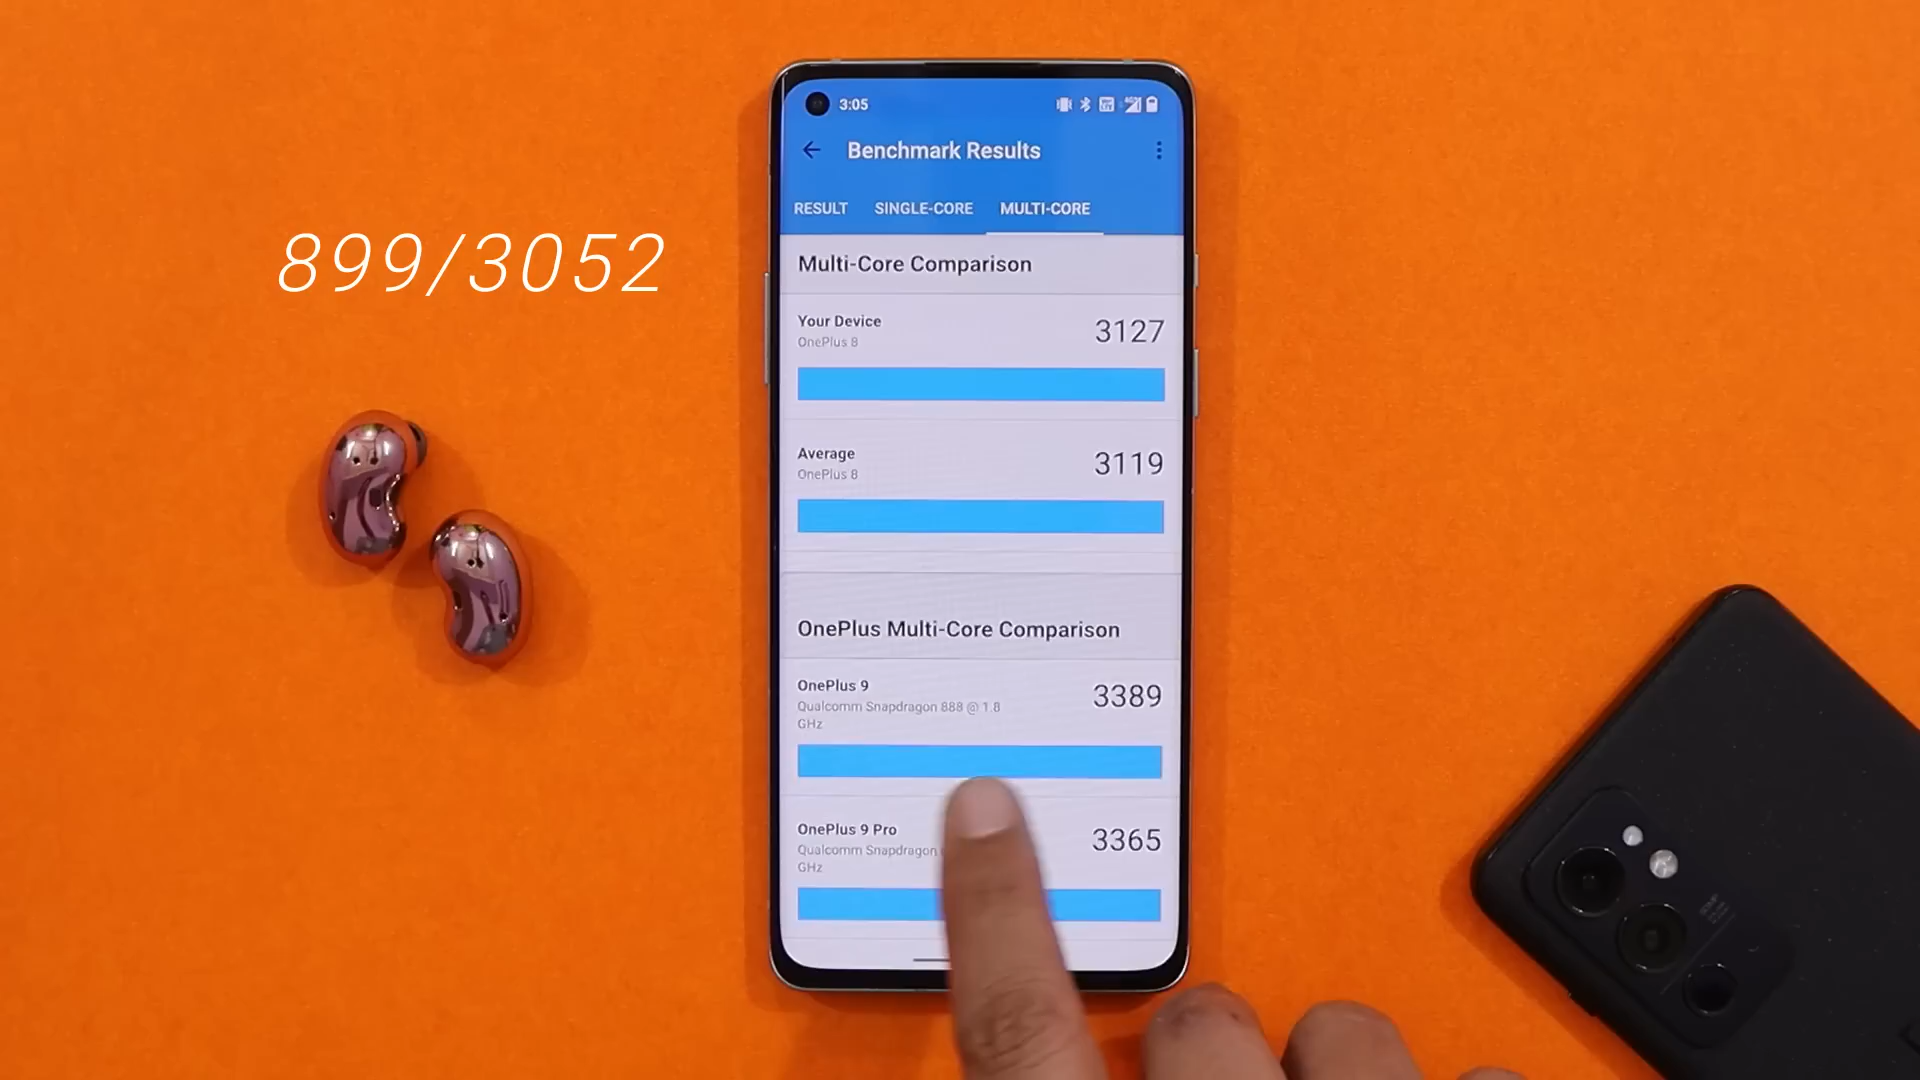 3:05
Benchmark Results
RESULT SINGLE-CORE MULTI-CORE
899/3052
Multi-Core Comparison
Your Device
OnePlus 8
3127
Average
OnePlus 8
3119
OnePlus Multi-Core Comparison
OnePlus 9
Qualcomm Snapdragon 888 @ 1.8
GHz
3389
OnePlus 9 Pro
Qualcomm Snapdragon
GHz
3365